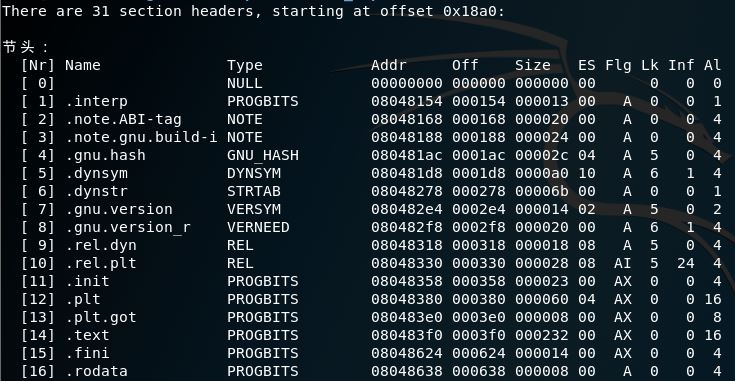 There are 31 section headers, starting at offset 0x18a0:
节头：
[Nr] Name Type Addr Off Size ES Flg Lk Inf Al
[ 0] NULL 00000000 000000 000000 00 0 0 0
[ 1] .interp PROGBITS 08048154 000154 000013 00 A 0 0 1
[ 2] .note.ABI-tag NOTE 08048168 000168 000020 00 A 0 0 4
[ 3] .note.gnu.build-i NOTE 08048188 000188 000024 00 A 0 0 4
[ 4] .gnu.hash GNU_HASH 080481ac 0001ac 00002c 04 A 5 0 4
[ 5] .dynsym DYNSYM 080481d8 0001d8 0000a0 10 A 6 1 4
[ 6] .dynstr STRTAB 08048278 000278 00006b 00 A 0 0 1
[ 7] .gnu.version VERSYM 080482e4 0002e4 000014 02 A 5 0 2
[ 8] .gnu.version_r VERNEED 080482f8 0002f8 000020 00 A 6 1 4
[ 9] .rel.dyn REL 08048318 000318 000018 08 A 5 0 4
[10] .rel.plt REL 08048330 000330 000028 08 AI 5 24 4
[11] .init PROGBITS 08048358 000358 000023 00 AX 0 0 4
[12] .plt PROGBITS 08048380 000380 000060 04 AX 0 0 16
[13] .plt.got PROGBITS 080483e0 0003e0 000008 00 AX 0 0 8
[14] .text PROGBITS 080483f0 0003f0 000232 00 AX 0 0 16
[15] .fini PROGBITS 08048624 000624 000014 00 AX 0 0 4
[16] .rodata PROGBITS 08048638 000638 000008 00 A 0 0 4